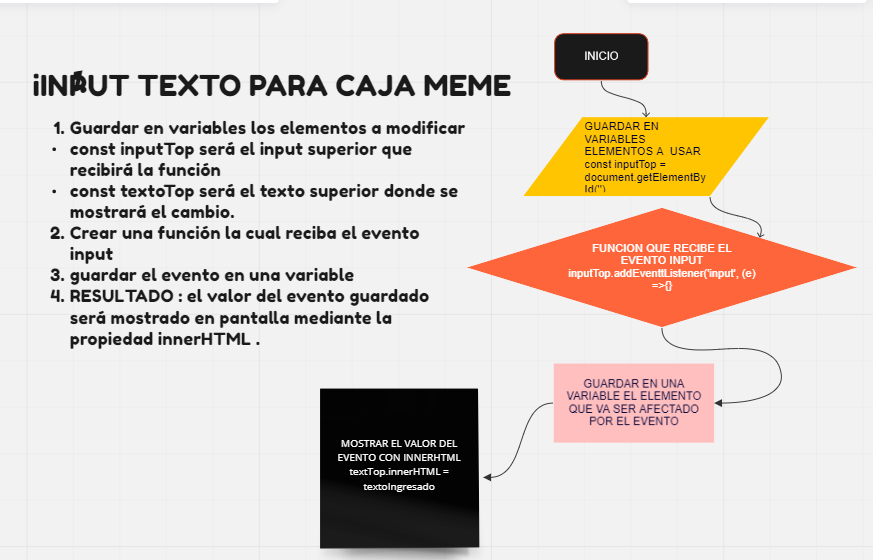 iINPUT TEXTO PARA CAJA MEME
1. Guardar en variables los elementos a modificar
· const inputTop será el input superior que
recibirá la función
· const textoTop será el texto superior donde se
mostrará el cambio.
2. Crear una función la cual reciba el evento
input
3. guardar el evento en una variable
4. RESULTADO : el valor del evento guardado
será mostrado en pantalla mediante la
propiedad innerHTML .
INICIO
GUARDAR EN
VARIABLES
ELEMENTOS A USAR
const inputTop =
document.getElementBy
Id('')
FUNCION QUE RECIBE EL
EVENTO INPUT
inputTop.addEventlListener('input', (e)
=>{}
GUARDAR EN UNA
VARIABLE EL ELEMENTO
QUE VA SER AFECTADO
POR EL EVENTO
MOSTRAR EL VALOR DEL
EVENTO CON INNERHTML
textTop.innerHTML =
textoIngresado